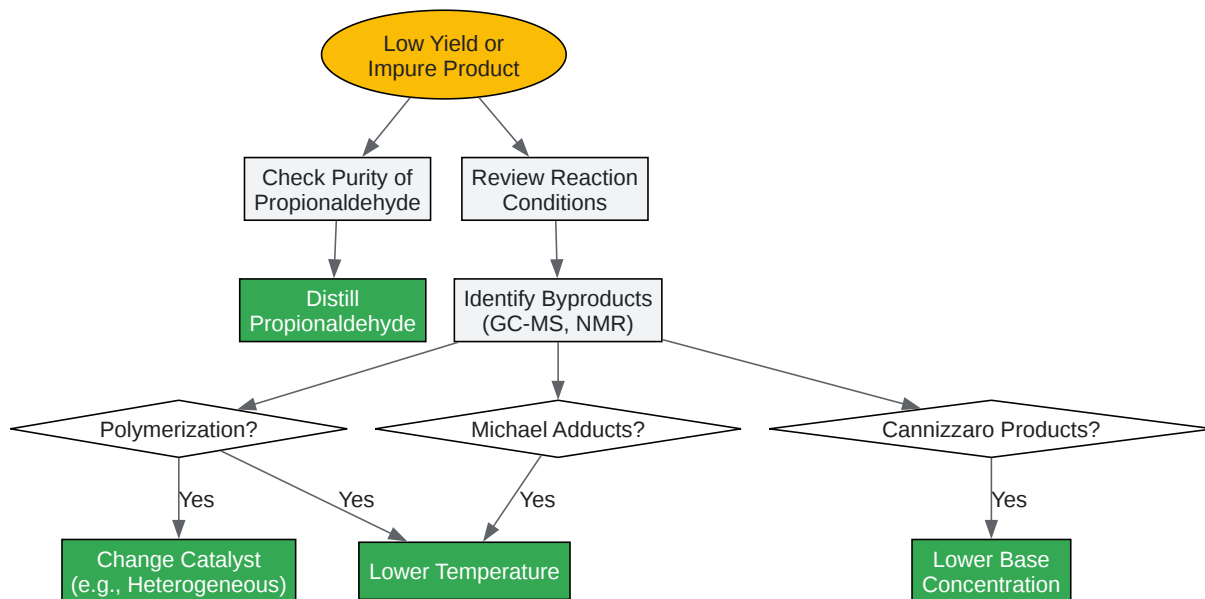 Low Yield or
Impure Product
Check Purity of
Propionaldehyde
Review Reaction
Conditions
Distill
Propionaldehyde
Identify Byproducts
(GC-MS, NMR)
Polymerization?
Michael Adducts?
Cannizzaro Products?
Yes
Yes
Yes
Yes
Change Catalyst
(e.g., Heterogeneous)
Lower Temperature
Lower Base
Concentration